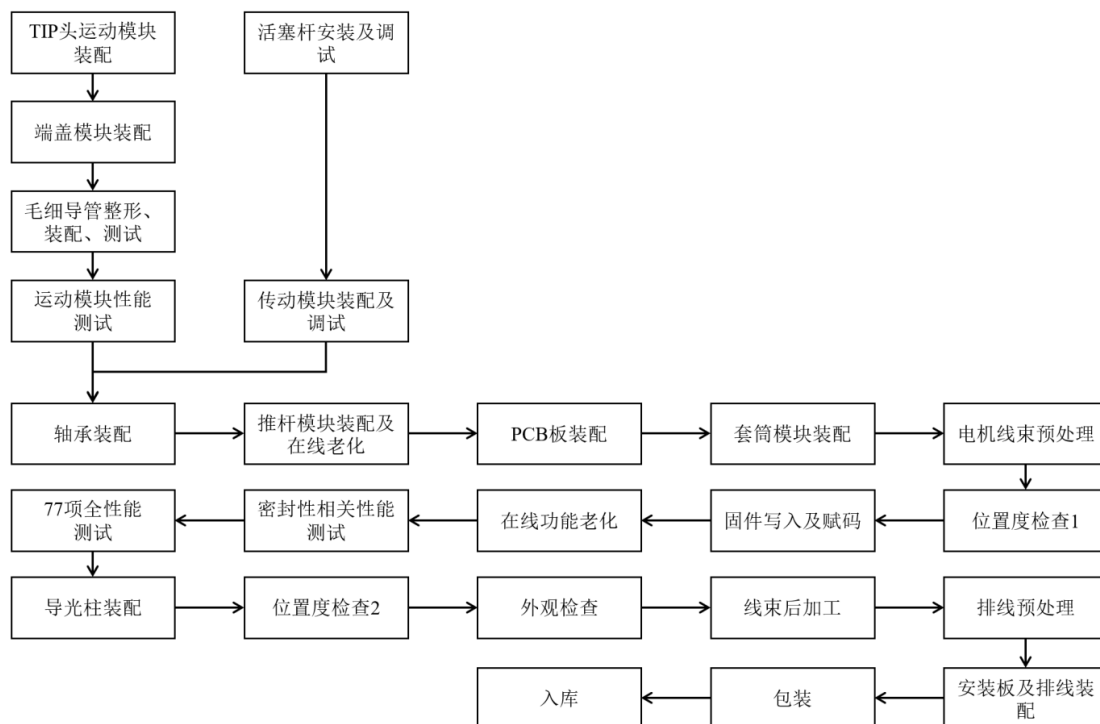 TIP头运动模块
装配
活塞杆安装及调
试
端盖模块装配
毛细导管整形、
装配、测试
运动模块性能
测试
传动模块装配及
调试
轴承装配
推杆模块装配及
在线老化
PCB板装配
套筒模块装配
电机线束预处理
77项全性能
测试
密封性相关性能
测试
在线功能老化
固件写入及赋码
位置度检查1
导光柱装配
位置度检查2
外观检查
线束后加工
排线预处理
入库
包装
安装板及排线装
配